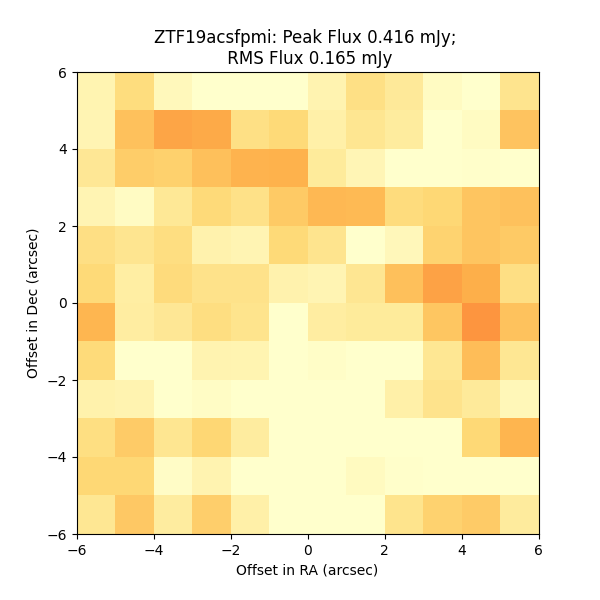 ZTF19acsfpmi: Peak Flux 0.416 mJy;
RMS Flux 0.165 mJy
6
4
2
0
−2
−4
−6
Offset in Dec (arcsec)
−6 −4 −2 0 2 4 6
Offset in RA (arcsec)